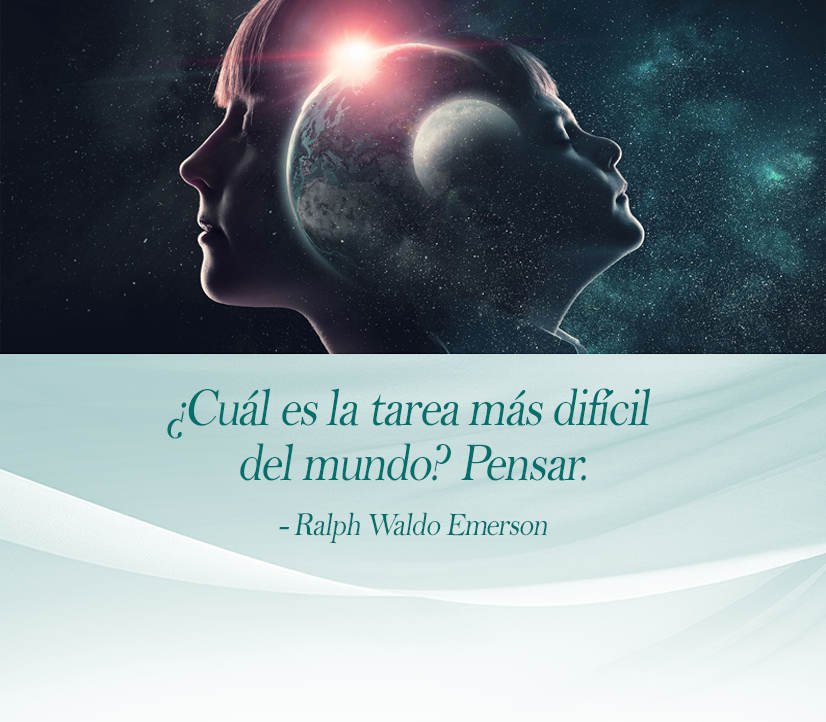 ¿Cuál es la tarea más difícil
del mundo? Pensar.
- Ralph Waldo Emerson